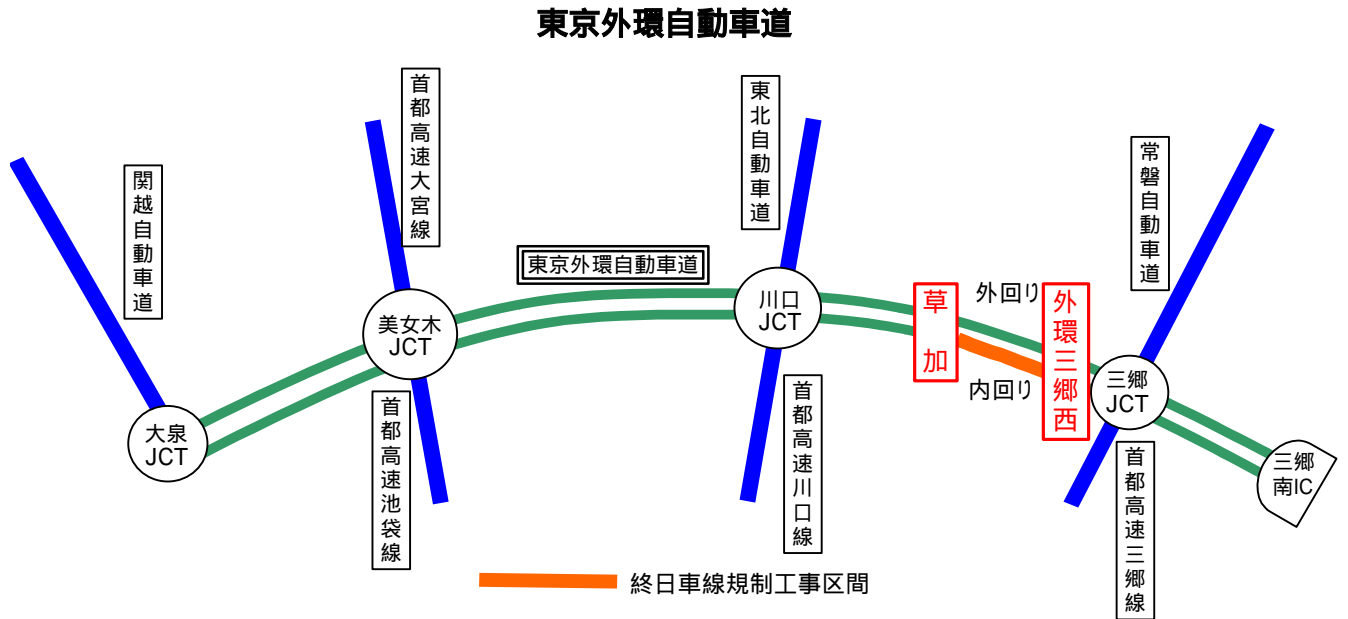 東京外環自動車道
関越自動車道
首都高速大宮線
東北自動車道
常磐自動車道
東京外環自動車道
外回り
草加
外環三郷西
川口
JCT
美女木
JCT
内回り
三郷
JCT
大泉
JCT
首都高速池袋線
首都高速川口線
首都高速三郷線
三郷
南IC
終日車線規制工事区間